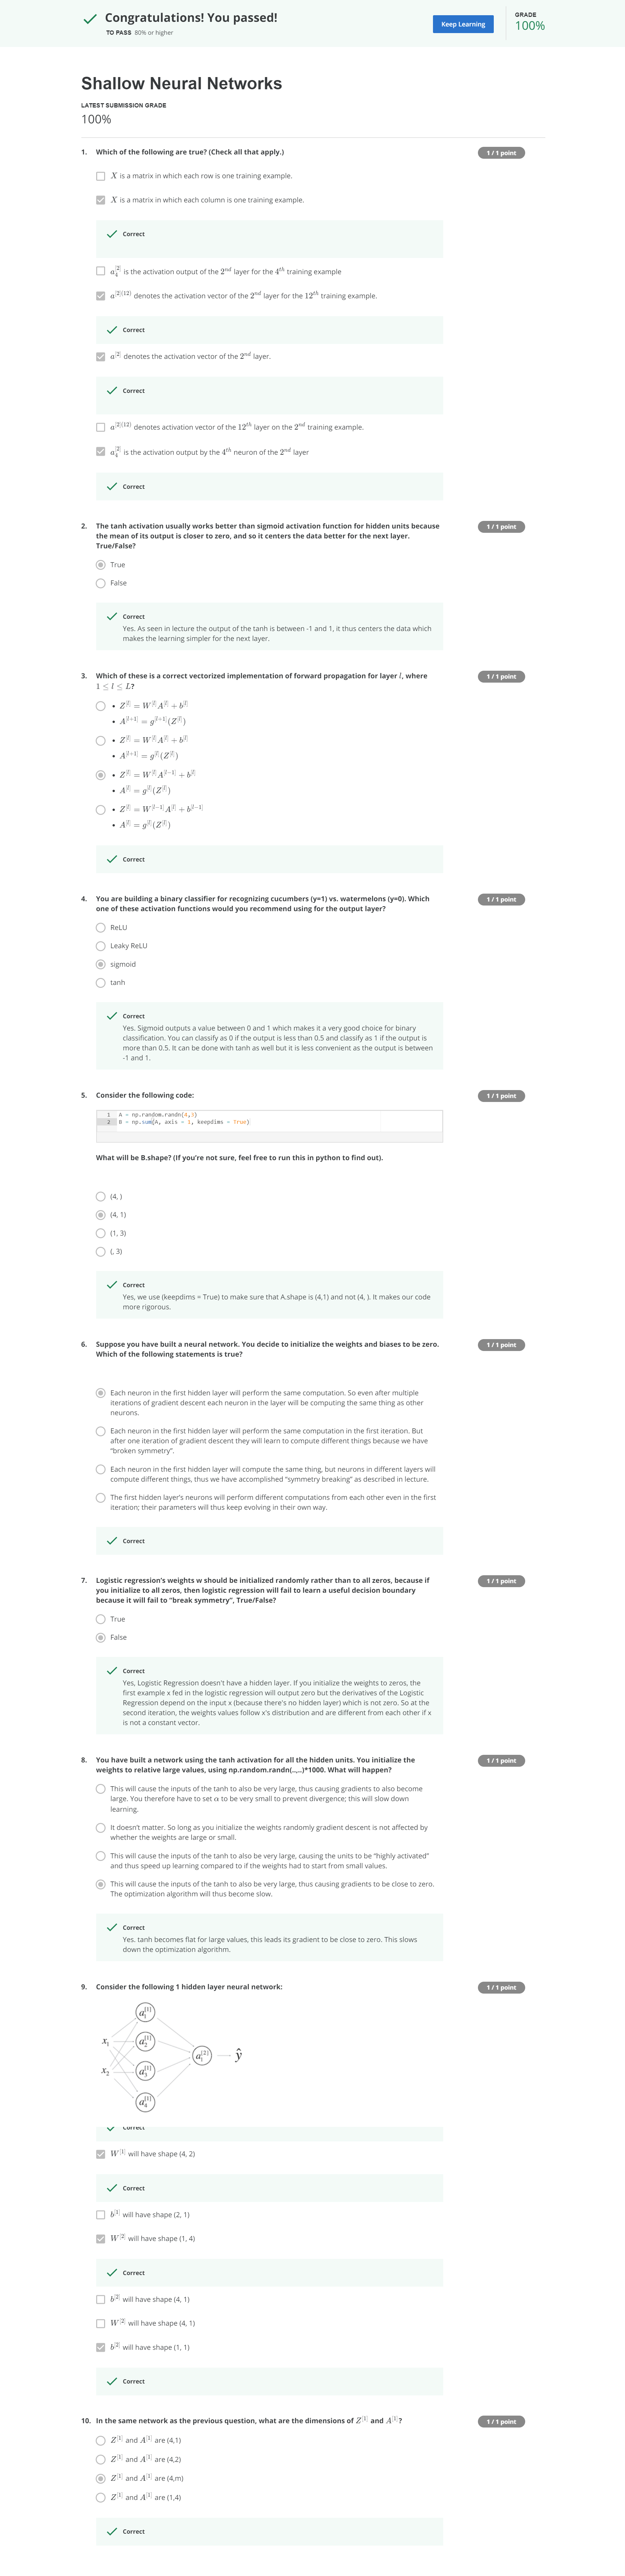 Congratulations! You passed!
TO PASS 80% or higher
Keep Learning
GRADE
100%
Shallow Neural Networks
LATEST SUBMISSION GRADE
100%
1. Which of the following are true? (Check all that apply.)
1 / 1 point
X is a matrix in which each row is one training example.
X is a matrix in which each column is one training example.
Correct
a_4^{[2]} is the activation output of the 2^{nd} layer for the 4^{th} training example
a^{[2](12)} denotes the activation vector of the 2^{nd} layer for the 12^{th} training example.
Correct
a^{[2]} denotes the activation vector of the 2^{nd} layer.
Correct
a^{[2](12)} denotes activation vector of the 12^{th} layer on the 2^{nd} training example.
a_4^{[2]} is the activation output by the 4^{th} neuron of the 2^{nd} layer
Correct
2. The tanh activation usually works better than sigmoid activation function for hidden units because
the mean of its output is closer to zero, and so it centers the data better for the next layer.
True/False?
1 / 1 point
True
False
Correct
Yes. As seen in lecture the output of the tanh is between -1 and 1, it thus centers the data which
makes the learning simpler for the next layer.
3. Which of these is a correct vectorized implementation of forward propagation for layer l, where
1 ≤ l ≤ L?
1 / 1 point
• Z^{[l]} = W^{[l]} A^{[l]} + b^{[l]}
• A^{[l+1]} = g^{[l+1]}(Z^{[l]})
• Z^{[l]} = W^{[l]} A^{[l]} + b^{[l]}
• A^{[l+1]} = g^{[l]}(Z^{[l]})
• Z^{[l]} = W^{[l]} A^{[l-1]} + b^{[l]}
• A^{[l]} = g^{[l]}(Z^{[l]})
• Z^{[l]} = W^{[l-1]} A^{[l]} + b^{[l-1]}
• A^{[l]} = g^{[l]}(Z^{[l]})
Correct
4. You are building a binary classifier for recognizing cucumbers (y=1) vs. watermelons (y=0). Which
one of these activation functions would you recommend using for the output layer?
1 / 1 point
ReLU
Leaky ReLU
sigmoid
tanh
Correct
Yes. Sigmoid outputs a value between 0 and 1 which makes it a very good choice for binary
classification. You can classify as 0 if the output is less than 0.5 and classify as 1 if the output is
more than 0.5. It can be done with tanh as well but it is less convenient as the output is between
-1 and 1.
5. Consider the following code:
1 / 1 point
1 A = np.random.randn(4,3)
2 B = np.sum(A, axis = 1, keepdims = True)
What will be B.shape? (If you're not sure, feel free to run this in python to find out).
(4, )
(4, 1)
(1, 3)
(, 3)
Correct
Yes, we use (keepdims = True) to make sure that A.shape is (4,1) and not (4, ). It makes our code
more rigorous.
6. Suppose you have built a neural network. You decide to initialize the weights and biases to be zero.
Which of the following statements is true?
1 / 1 point
Each neuron in the first hidden layer will perform the same computation. So even after multiple
iterations of gradient descent each neuron in the layer will be computing the same thing as other
neurons.
Each neuron in the first hidden layer will perform the same computation in the first iteration. But
after one iteration of gradient descent they will learn to compute different things because we have
"broken symmetry".
Each neuron in the first hidden layer will compute the same thing, but neurons in different layers will
compute different things, thus we have accomplished "symmetry breaking" as described in lecture.
The first hidden layer's neurons will perform different computations from each other even in the first
iteration; their parameters will thus keep evolving in their own way.
Correct
7. Logistic regression's weights w should be initialized randomly rather than to all zeros, because if
you initialize to all zeros, then logistic regression will fail to learn a useful decision boundary
because it will fail to "break symmetry", True/False?
1 / 1 point
True
False
Correct
Yes, Logistic Regression doesn't have a hidden layer. If you initialize the weights to zeros, the
first example x fed in the logistic regression will output zero but the derivatives of the Logistic
Regression depend on the input x (because there's no hidden layer) which is not zero. So at the
second iteration, the weights values follow x's distribution and are different from each other if x
is not a constant vector.
8. You have built a network using the tanh activation for all the hidden units. You initialize the
weights to relative large values, using np.random.randn(..,..)*1000. What will happen?
1 / 1 point
This will cause the inputs of the tanh to also be very large, thus causing gradients to also become
large. You therefore have to set α to be very small to prevent divergence; this will slow down
learning.
It doesn't matter. So long as you initialize the weights randomly gradient descent is not affected by
whether the weights are large or small.
This will cause the inputs of the tanh to also be very large, causing the units to be "highly activated"
and thus speed up learning compared to if the weights had to start from small values.
This will cause the inputs of the tanh to also be very large, thus causing gradients to be close to zero.
The optimization algorithm will thus become slow.
Correct
Yes. tanh becomes flat for large values, this leads its gradient to be close to zero. This slows
down the optimization algorithm.
9. Consider the following 1 hidden layer neural network:
1 / 1 point
a_1^{[1]}
x_1 a_2^{[1]}
a_1^{[2]} ŷ
x_2 a_3^{[1]}
a_4^{[1]}
Correct
W^{[1]} will have shape (4, 2)
Correct
b^{[1]} will have shape (2, 1)
W^{[2]} will have shape (1, 4)
Correct
b^{[2]} will have shape (4, 1)
W^{[2]} will have shape (4, 1)
b^{[2]} will have shape (1, 1)
Correct
10. In the same network as the previous question, what are the dimensions of Z^{[1]} and A^{[1]}?
1 / 1 point
Z^{[1]} and A^{[1]} are (4,1)
Z^{[1]} and A^{[1]} are (4,2)
Z^{[1]} and A^{[1]} are (4,m)
Z^{[1]} and A^{[1]} are (1,4)
Correct